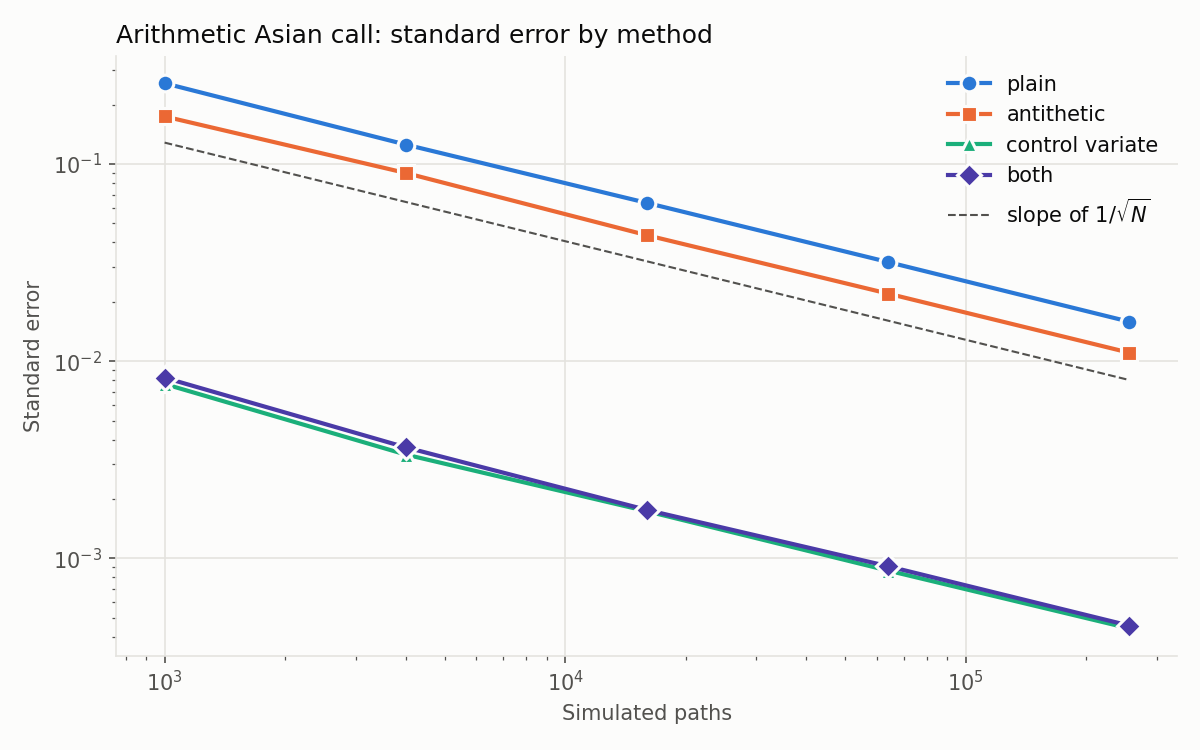 Arithmetic Asian call: standard error by method
plain
antithetic
control variate
both
slope of 1/√N
Standard error
10⁻¹
10⁻²
10⁻³
10³
10⁴
10⁵
Simulated paths